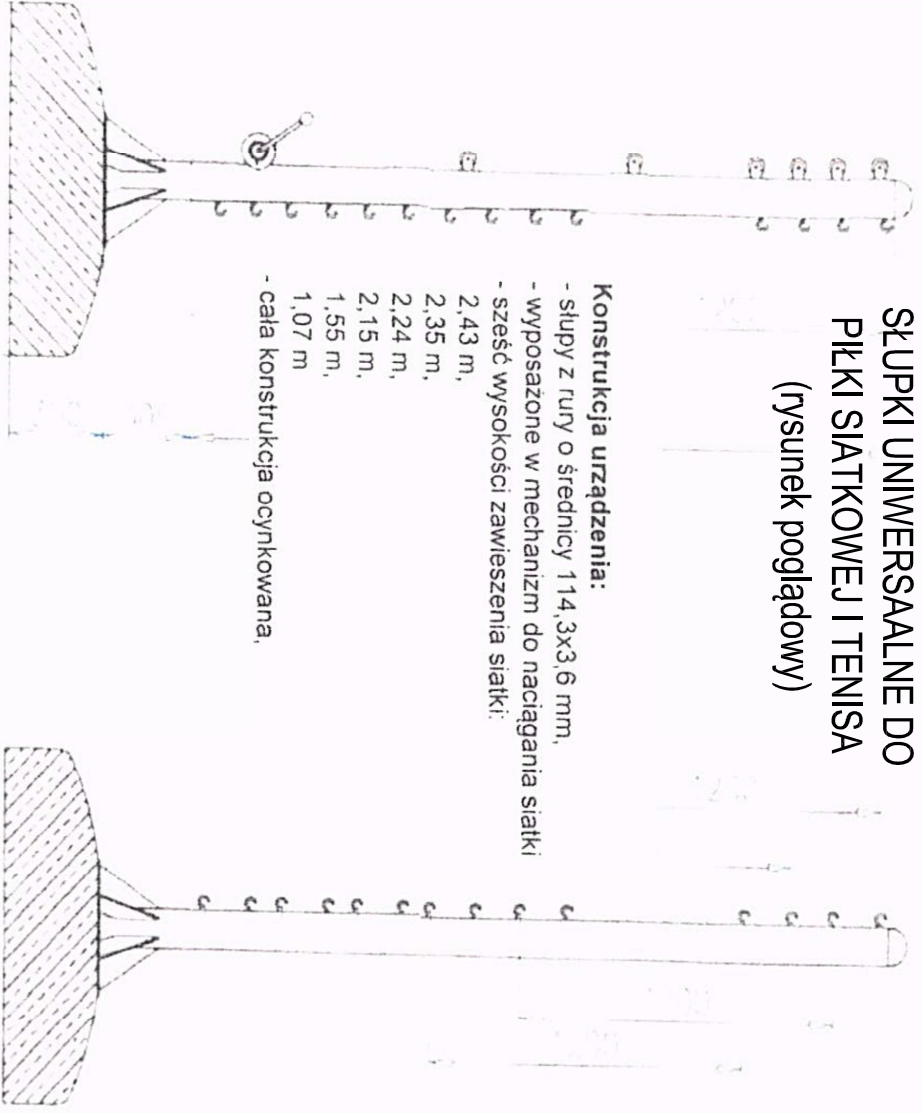 SŁUPKI UNIWERSAALNE DO
PIŁKI SIATKOWEJ I TENISA
(rysunek poglądowy)
Konstrukcja urządzenia:
- słupy z rury o średnicy 114,3x3,6 mm,
- wyposażone w mechanizm do naciągania siatki
- sześć wysokości zawieszenia siatki:
2,43 m,
2,35 m,
2,24 m,
2,15 m,
1,55 m,
1,07 m
- cała konstrukcja ocynkowana,